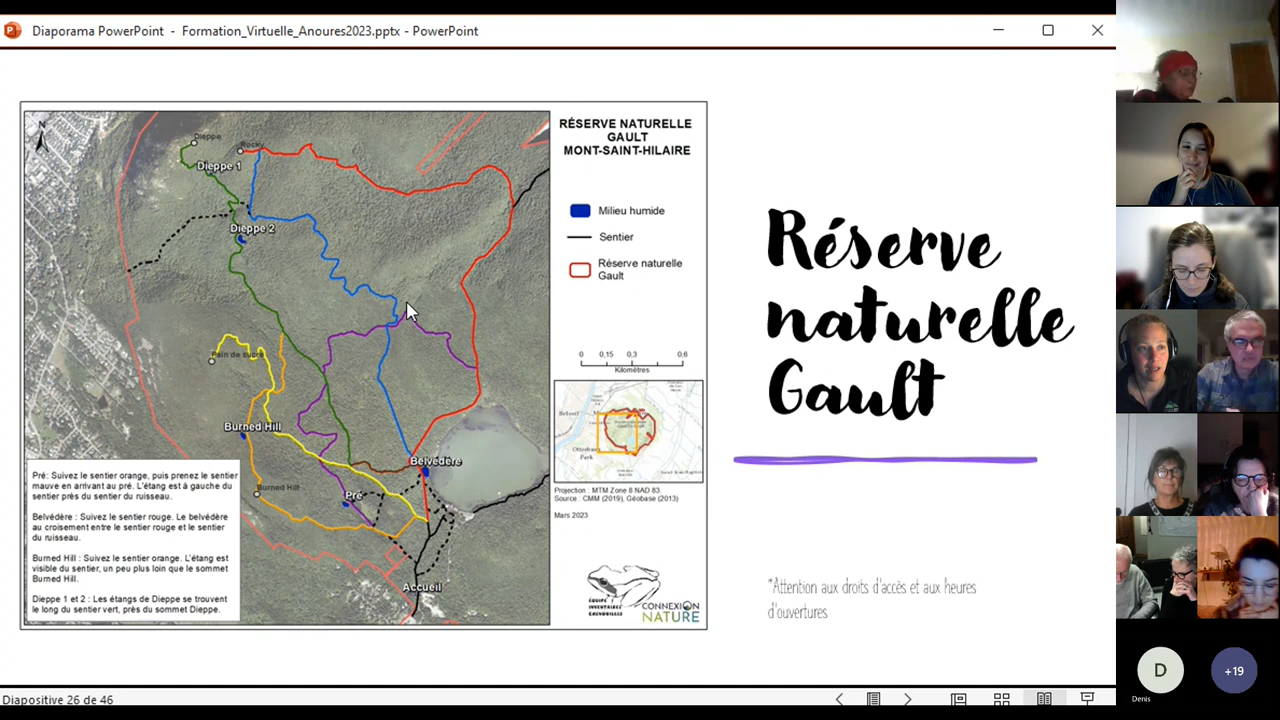 Diaporama PowerPoint - Formation_Virtuelle_Anoures2023.pptx - PowerPoint
N
Dieppe
Rocky
Dieppe 1
Dieppe 2
Pain de sucre
Burned Hill
Belvédère
Burned Hill
Pré
Accueil
Pré: Suivez le sentier orange, puis prenez le sentier
mauve en arrivant au pré. L'étang est à gauche du
sentier près du sentier du ruisseau.
Belvédère : Suivez le sentier rouge. Le belvédère
au croisement entre le sentier rouge et le sentier
du ruisseau.
Burned Hill : Suivez le sentier orange. L'étang est
visible du sentier, un peu plus loin que le sommet
Burned Hill.
Dieppe 1 et 2 : Les étangs de Dieppe se trouvent
le long du sentier vert, près du sommet Dieppe.
RÉSERVE NATURELLE
GAULT
MONT-SAINT-HILAIRE
Milieu humide
Sentier
Réserve naturelle
Gault
0 0,15 0,3 0,6
Kilomètres
Projection : MTM Zone 8 NAD 83.
Source : CMM (2019), Géobase (2013)
Mars 2023
ÉQUIPE
INVENTAIRES
GRENOUILLES
CONNEXION
NATURE
Réserve
naturelle
Gault
*Attention aux droits d'accès et aux heures
d'ouvertures
D
Denis
+19
Diapositive 26 de 46